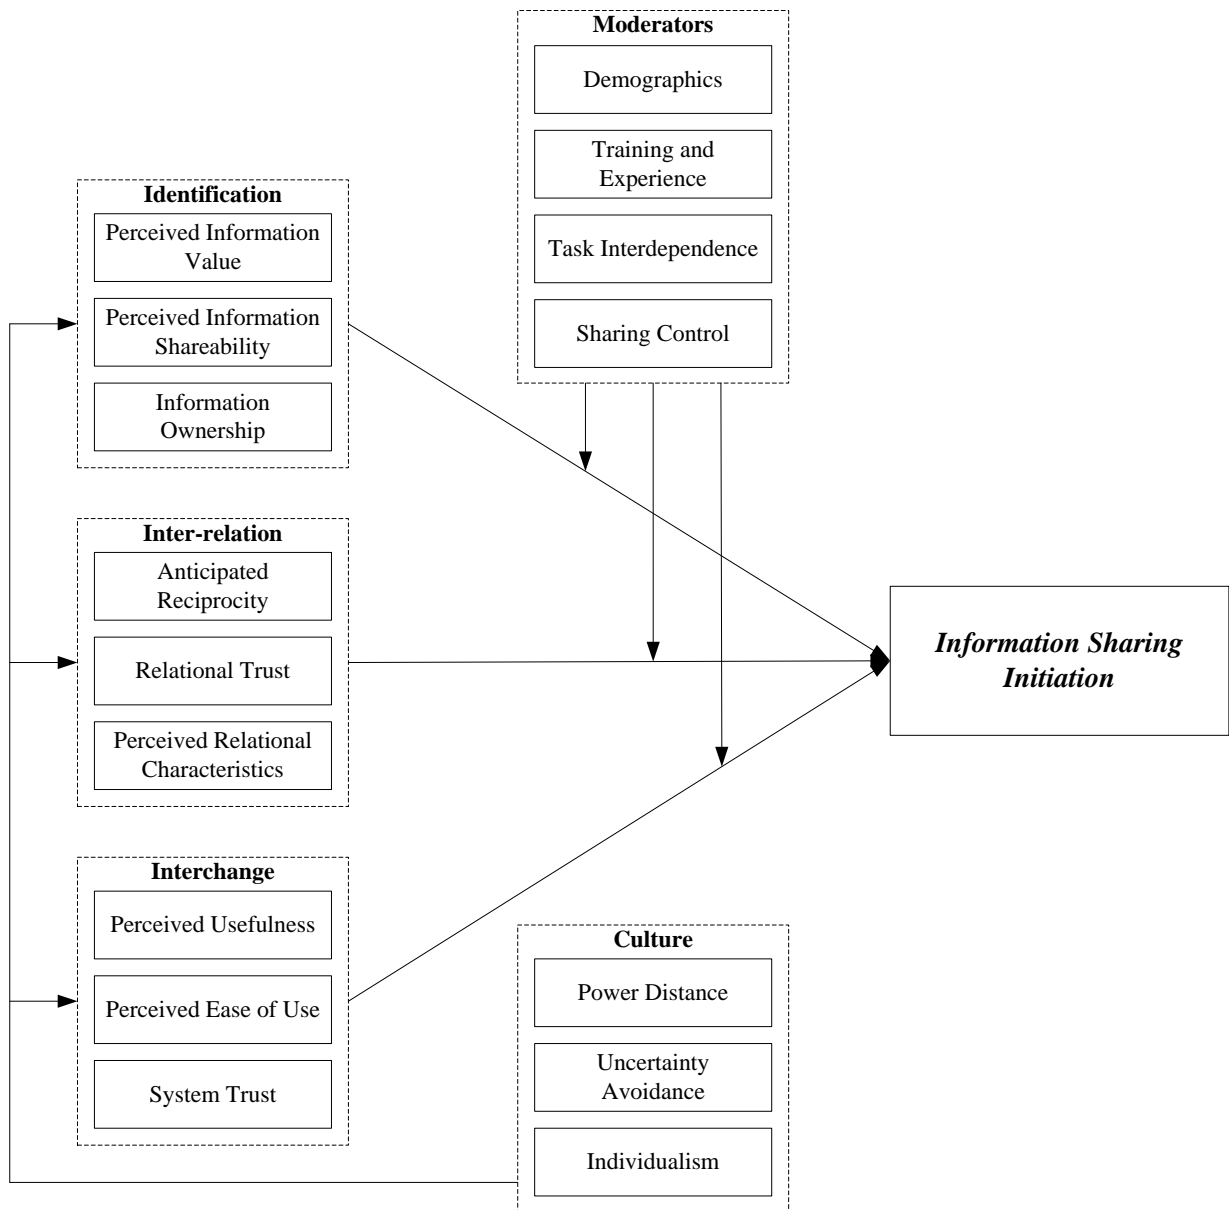 Moderators
Demographics
Training and
Experience
Task Interdependence
Sharing Control
Identification
Perceived Information
Value
Perceived Information
Shareability
Information
Ownership
Inter-relation
Anticipated
Reciprocity
Relational Trust
Perceived Relational
Characteristics
Information Sharing
Initiation
Interchange
Perceived Usefulness
Perceived Ease of Use
System Trust
Culture
Power Distance
Uncertainty
Avoidance
Individualism